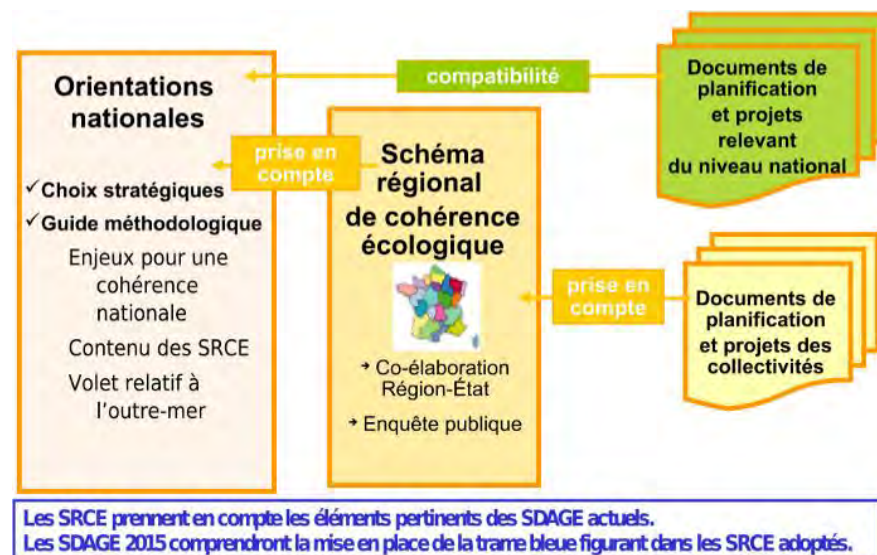 Orientations
nationales
✓Choix stratégiques
✓Guide méthodologique
Enjeux pour une
cohérence
nationale
Contenu des SRCE
Volet relatif à
l'outre-mer
prise en
compte
compatibilité
Schéma
régional
de cohérence
écologique
→ Co-élaboration
Région-État
→ Enquête publique
Documents de
planification
et projets
relevant
du niveau national
prise en
compte
Documents de
planification
et projets des
collectivités
Les SRCE prennent en compte les éléments pertinents des SDAGE actuels.
Les SDAGE 2015 comprendront la mise en place de la trame bleue figurant dans les SRCE adoptés.